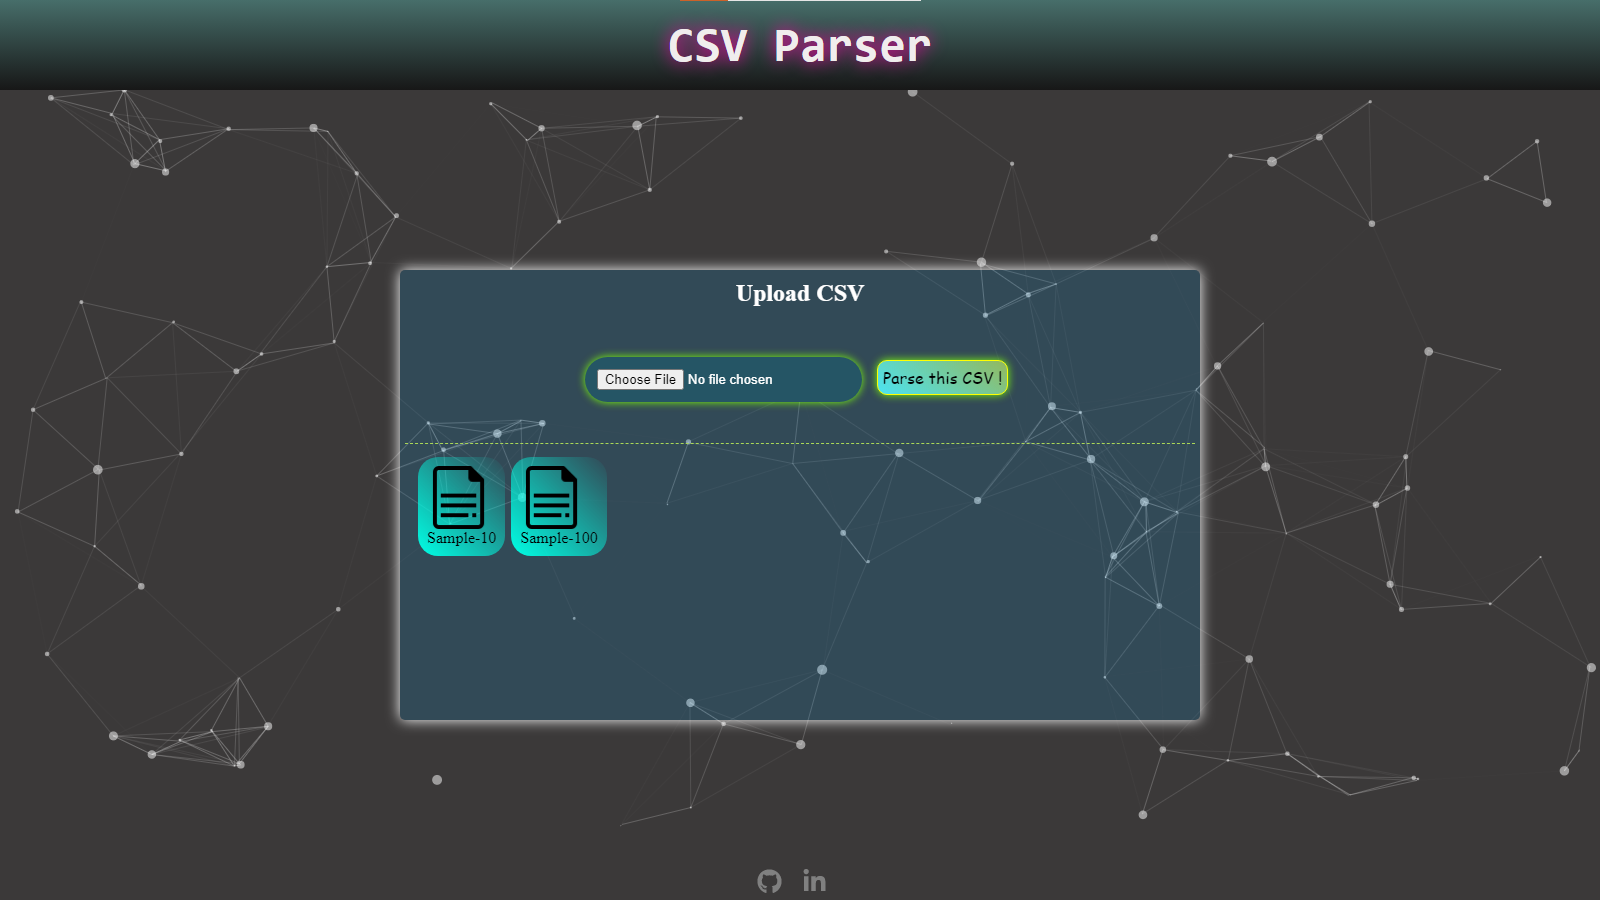 CSV Parser
Upload CSV
Choose File No file chosen
Parse this CSV !
Sample-10
Sample-100
in